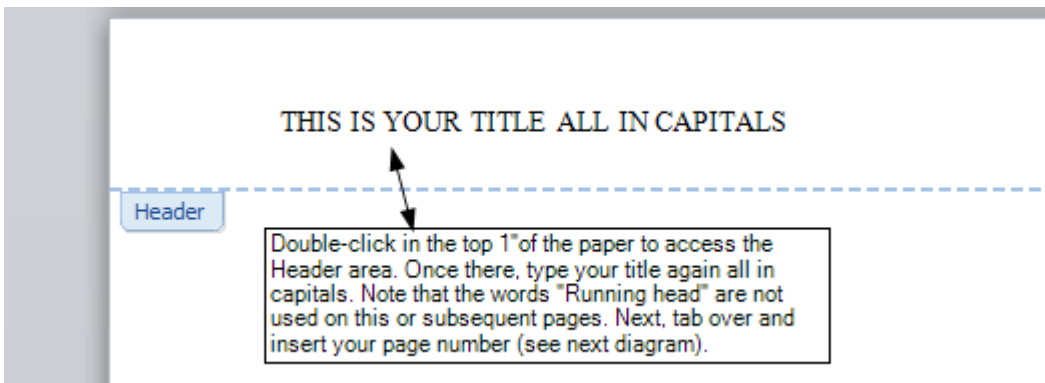 THIS IS YOUR TITLE ALL IN CAPITALS
Header
Double-click in the top 1"of the paper to access the
Header area. Once there, type your title again all in
capitals. Note that the words "Running head" are not
used on this or subsequent pages. Next, tab over and
insert your page number (see next diagram).